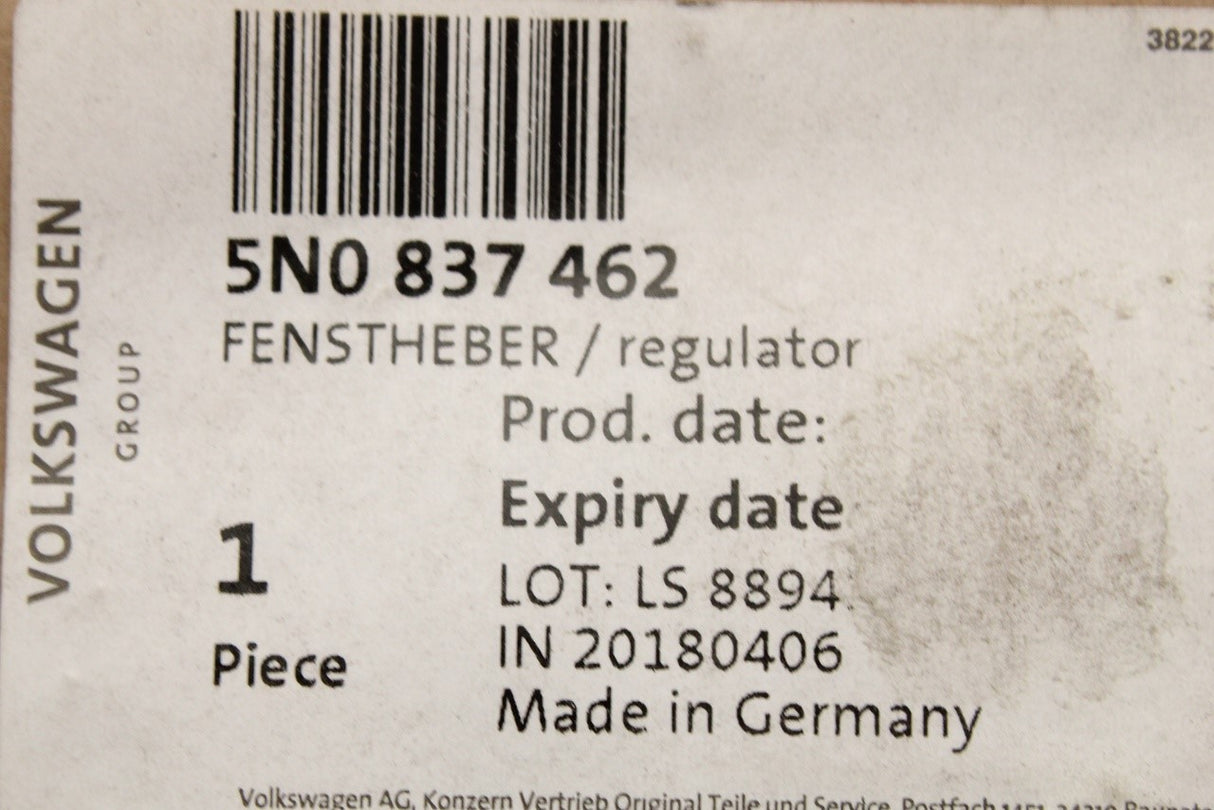 3822
VOLKSWAGEN
GROUP
5N0 837 462
FENSTHEBER / regulator
Prod. date:
Expiry date
1
Piece
LOT: LS 8894
IN 20180406
Made in Germany
Volkswagen AG, Konzern Vertrieb Original Teile und Service, Postfach